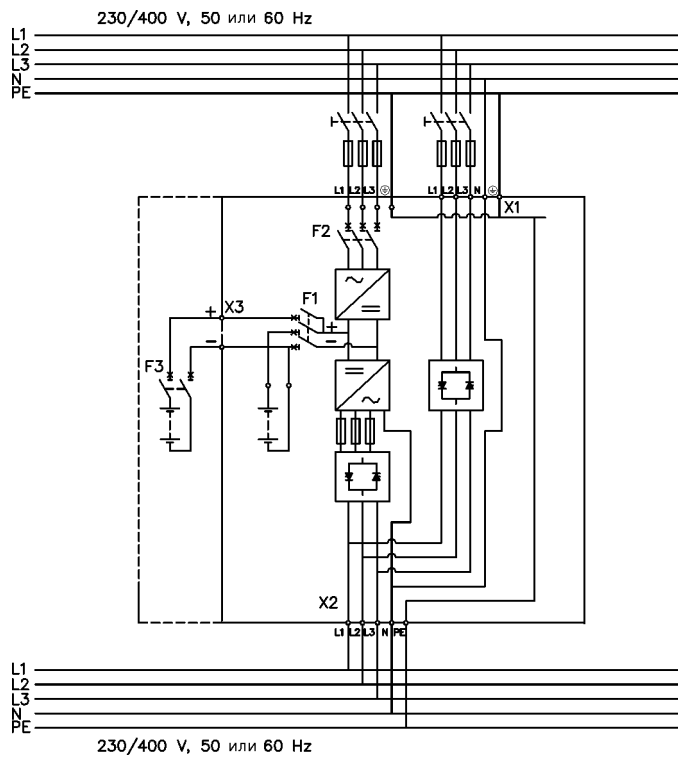 230/400 V, 50 или 60 Hz
L1
L2
L3
N
PE
L1 L2 L3
L1 L2 L3 N
X1
F2
X3
F1
+
+
-
-
F3
X2
L1 L2 L3 N PE
L1
L2
L3
N
PE
230/400 V, 50 или 60 Hz